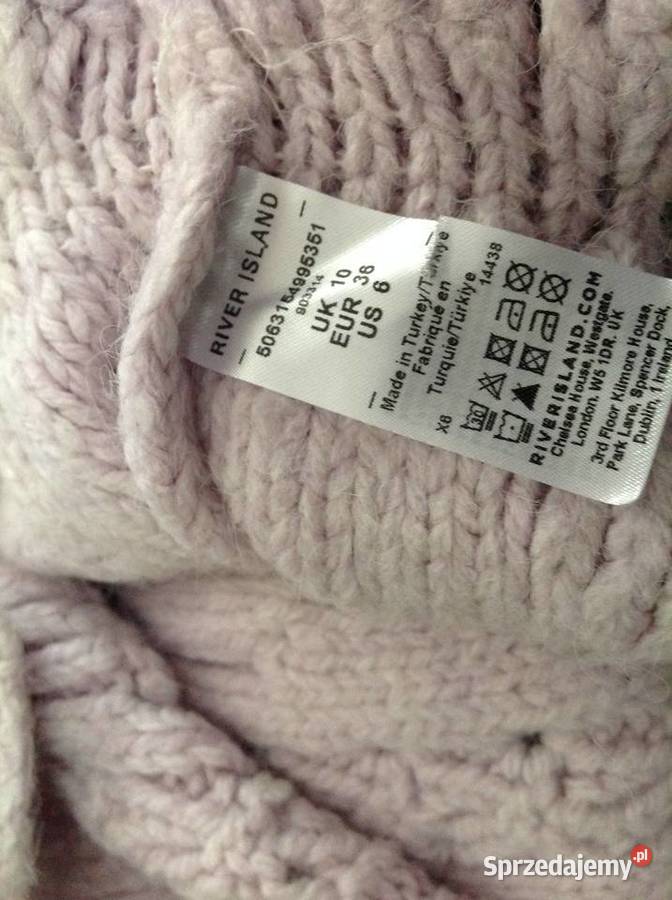 RIVER ISLAND
5063154995351
903314
UK 10
EUR 36
US 6
Made in Turkey/Türkiye
Fabriqué en
Turquie/Türkiye
X6
14438
30
RIVERISLAND.COM
Chelsea House, Westgate,
London. W5 1DR. UK
3rd Floor Kilmore House,
Park Lane, Spencer Dock,
Dublin, 1 Ireland
Sprzedajemy.pl